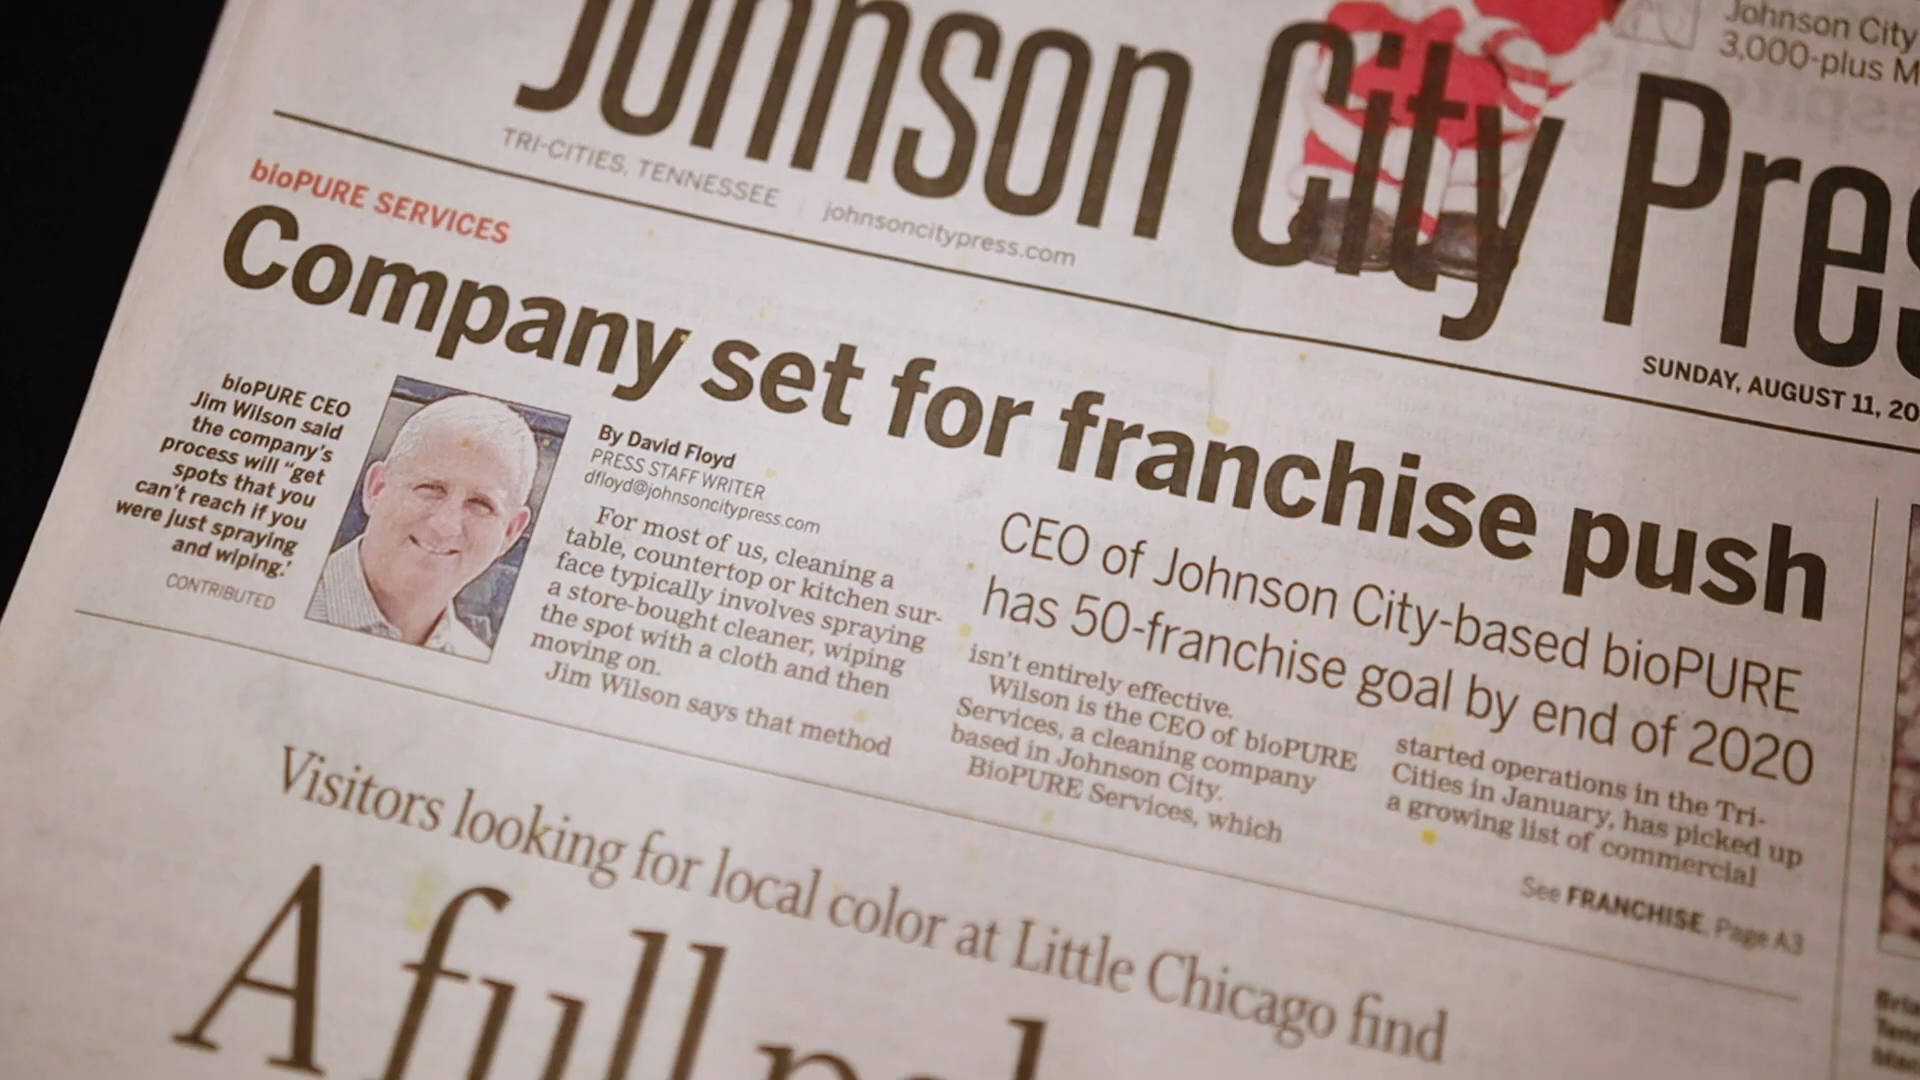 Johnson City
3,000-plus M
Johnson City Pres
TRI-CITIES, TENNESSEE | johnsoncitypress.com
SUNDAY, AUGUST 11, 20
bioPURE SERVICES
Company set for franchise push
bioPURE CEO
Jim Wilson said
the company's
process will “get
spots that you
can't reach if you
were just spraying
and wiping.'
CONTRIBUTED
By David Floyd
PRESS STAFF WRITER
dfloyd@johnsoncitypress.com
For most of us, cleaning a
table, countertop or kitchen sur-
face typically involves spraying
a store-bought cleaner, wiping
the spot with a cloth and then
moving on.
Jim Wilson says that method
CEO of Johnson City-based bioPURE
has 50-franchise goal by end of 2020
isn't entirely effective.
Wilson is the CEO of bioPURE
Services, a cleaning company
based in Johnson City.
BioPURE Services, which
started operations in the Tri-
Cities in January, has picked up
a growing list of commercial
See FRANCHISE, Page A3
Visitors looking for local color at Little Chicago find
A full